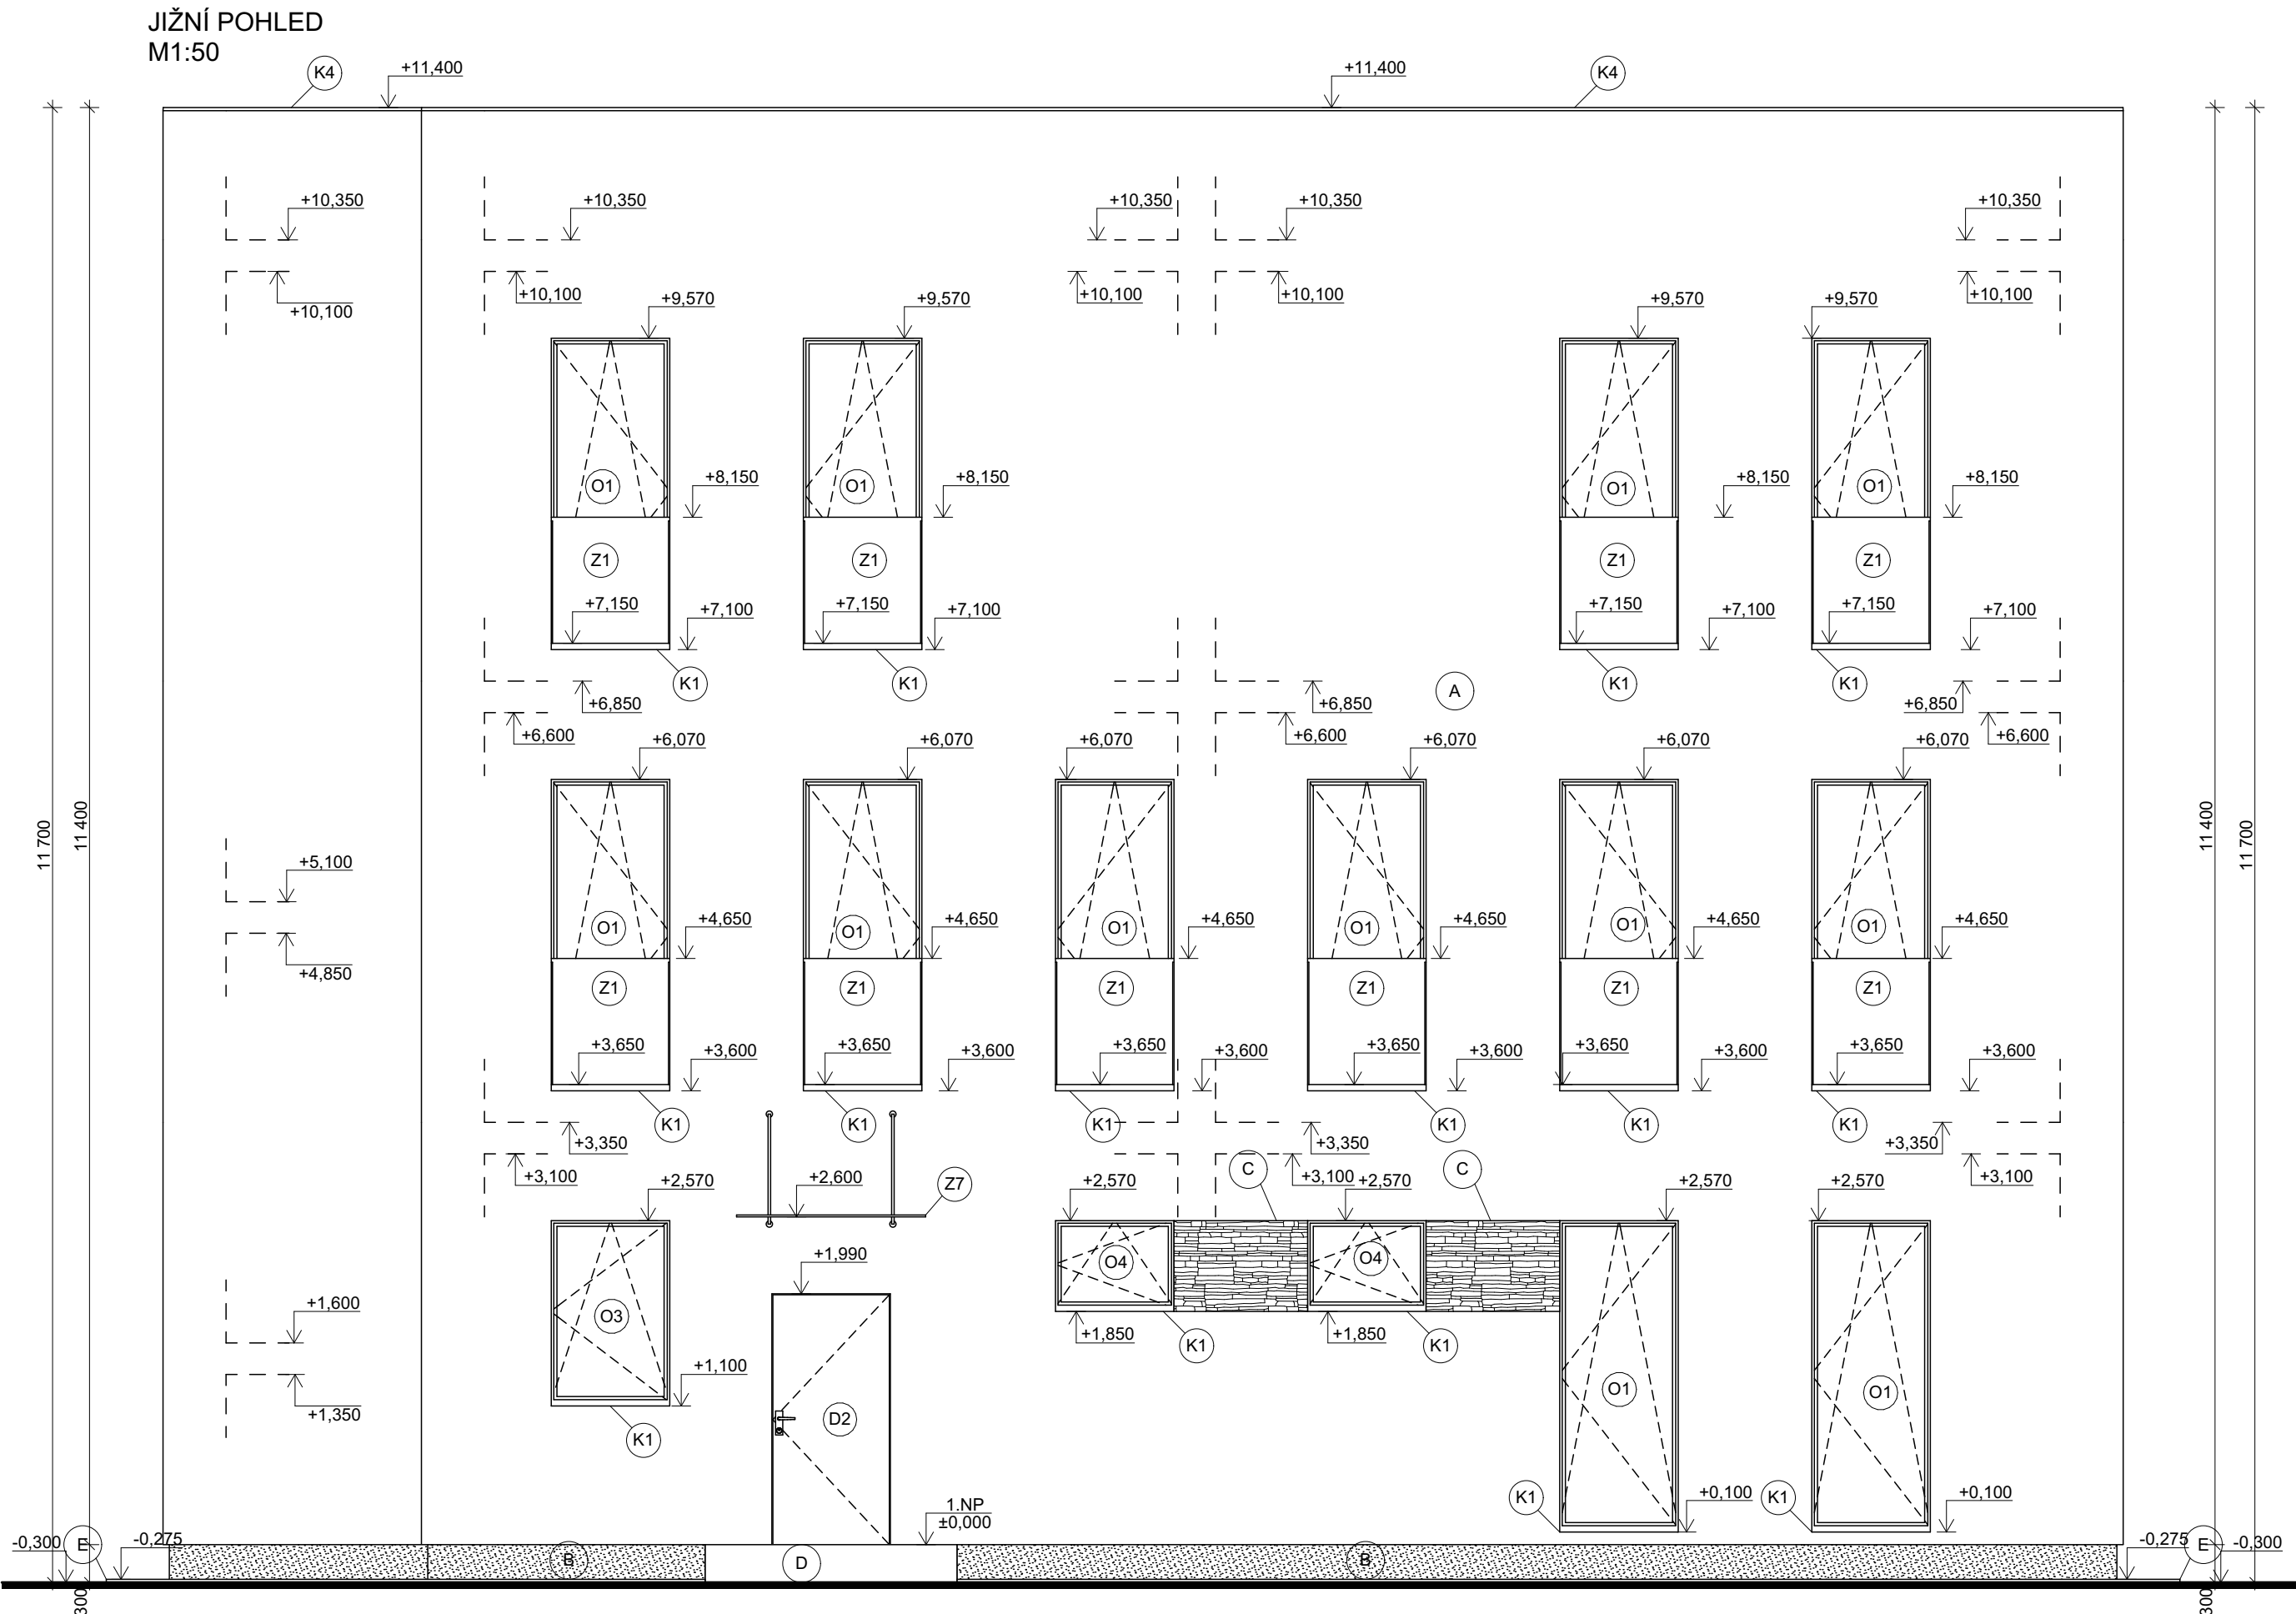 JIŽNÍ POHLED
M1:50
K4
+11,400
+11,400
K4
+10,350
+10,350
+10,350
+10,350
+10,350
+10,100
+10,100
+10,100
+10,100
+10,100
+9,570
+9,570
+9,570
+9,570
O1
+8,150
O1
+8,150
O1
+8,150
O1
+8,150
Z1
Z1
Z1
Z1
+7,150
+7,100
+7,150
+7,100
+7,150
+7,100
+7,150
+7,100
K1
K1
A
K1
K1
+6,850
+6,850
+6,850
+6,600
+6,600
+6,600
+6,070
+6,070
+6,070
+6,070
+6,070
+6,070
11 700
11 400
11 400
11 700
+5,100
+4,850
O1
+4,650
O1
+4,650
O1
+4,650
O1
+4,650
O1
+4,650
O1
+4,650
Z1
Z1
Z1
Z1
Z1
Z1
+3,650
+3,600
+3,650
+3,600
+3,650
+3,600
+3,650
+3,600
+3,650
+3,600
+3,650
+3,600
K1
K1
K1
K1
K1
K1
+3,350
+3,350
+3,350
+3,100
C
+3,100
C
+3,100
+2,570
+2,600
Z7
+2,570
+2,570
+2,570
+2,570
+1,990
O4
O4
+1,600
O3
+1,850
K1
+1,850
K1
+1,350
+1,100
K1
D2
O1
O1
1.NP
±0,000
K1
+0,100
K1
+0,100
-0,300
E
-0,275
B
D
B
-0,275
E
-0,300
300
300